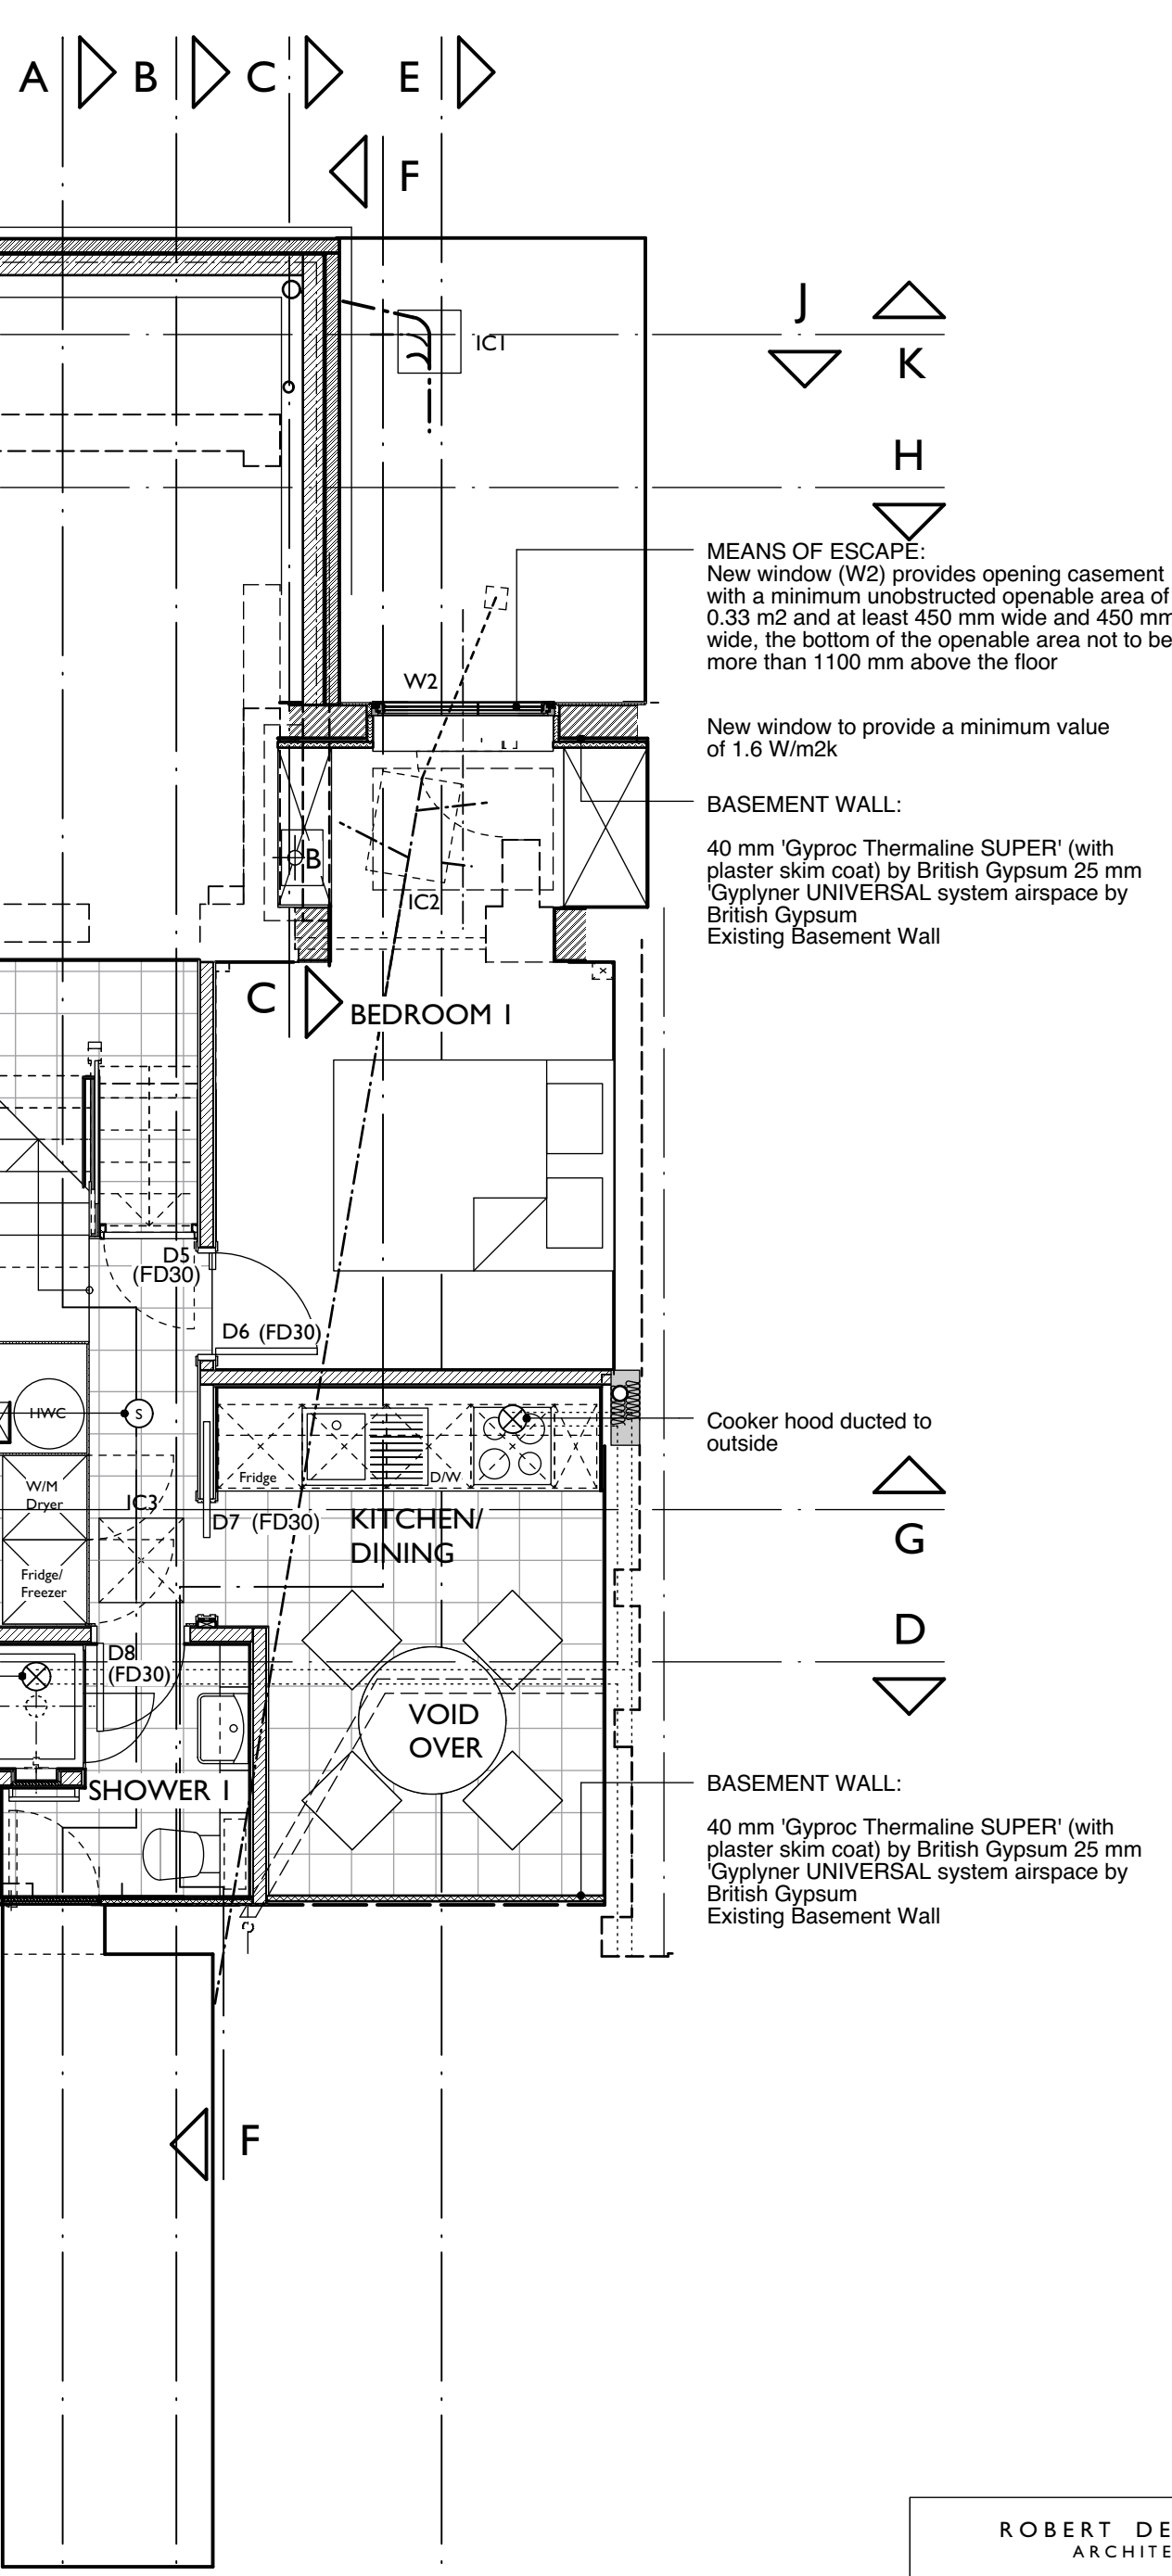 A B C E
F
J
IC1
K
H
MEANS OF ESCAPE:
New window (W2) provides opening casement
with a minimum unobstructed openable area of
0.33 m2 and at least 450 mm wide and 450 mm
wide, the bottom of the openable area not to be
more than 1100 mm above the floor
W2
New window to provide a minimum value
of 1.6 W/m2k
BASEMENT WALL:
40 mm 'Gyproc Thermaline SUPER' (with
plaster skim coat) by British Gypsum 25 mm
'Gyplyner UNIVERSAL system airspace by
British Gypsum
Existing Basement Wall
B
IC2
C
BEDROOM 1
D5
(FD30)
D6 (FD30)
HWC
S
Cooker hood ducted to
outside
Fridge
D/W
W/M
Dryer
IC3
D7 (FD30)
KITCHEN/
DINING
G
Fridge/
Freezer
D
D8
(FD30)
VOID
OVER
SHOWER 1
BASEMENT WALL:
40 mm 'Gyproc Thermaline SUPER' (with
plaster skim coat) by British Gypsum 25 mm
'Gyplyner UNIVERSAL system airspace by
British Gypsum
Existing Basement Wall
F
ROBERT DE
ARCHITE